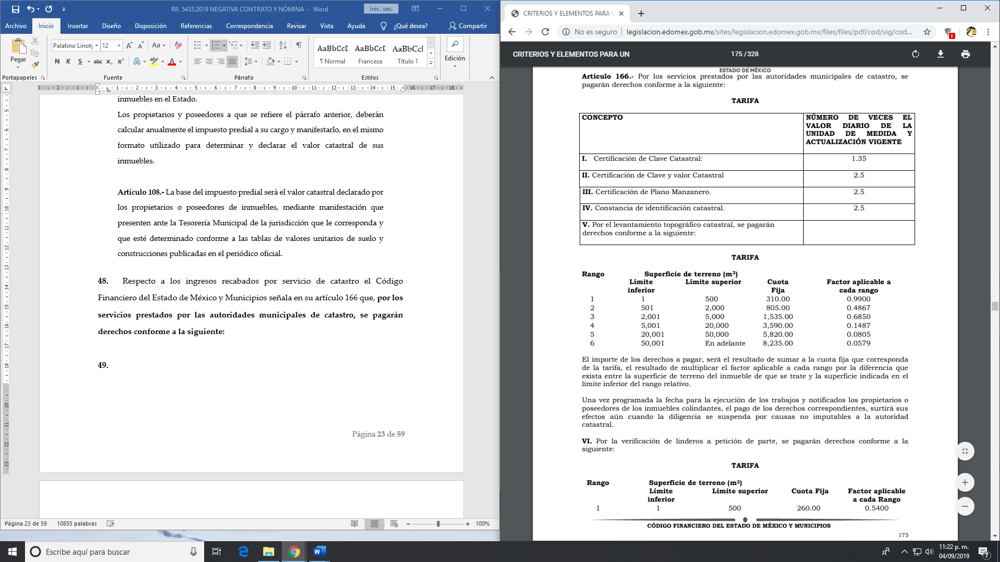 RR. 5433.2019 NEGATIVA CONTRATO Y NÓMINA - Word
Inic. ses.
Archivo Inicio Insertar Diseño Disposición Referencias Correspondencia Revisar Vista Ayuda ¿Qué desea? Compartir
Palatino Linoty 12
Pegar
N K S abc x₂ x²
AaBbCcI AaBbCcI AaBbCcI
¶ Normal Francesa Título 1
Edición
Portapapeles Fuente Párrafo Estilos
3 2 1 1 2 3 4 5 6 7 8 9 10 11 12 13 14 15 16 17 18
inmuebles en el Estado.
Los propietarios y poseedores a que se refiere el párrafo anterior, deberán
calcular anualmente el impuesto predial a su cargo y manifestarlo, en el mismo
formato utilizado para determinar y declarar el valor catastral de sus
inmuebles.
Artículo 108.- La base del impuesto predial será el valor catastral declarado por
los propietarios o poseedores de inmuebles, mediante manifestación que
presenten ante la Tesorería Municipal de la jurisdicción que le corresponda y
que esté determinado conforme a las tablas de valores unitarios de suelo y
construcciones publicadas en el periódico oficial.
48. Respecto a los ingresos recabados por servicio de catastro el Código
Financiero del Estado de México y Municipios señala en su artículo 166 que, por los
servicios prestados por las autoridades municipales de catastro, se pagarán
derechos conforme a la siguiente:
49.
Página 23 de 59
Página 23 de 59 10855 palabras 100%
CRITERIOS Y ELEMENTOS PARA U
No es seguro legislacion.edomex.gob.mx/sites/legislacion.edomex.gob.mx/files/files/pdf/cod/vig/cod...
CRITERIOS Y ELEMENTOS PARA UN 175 / 328
ESTADO DE MÉXICO
Artículo 166.- Por los servicios prestados por las autoridades municipales de catastro, se
pagarán derechos conforme a la siguiente:
TARIFA
CONCEPTO NÚMERO DE VECES EL
VALOR DIARIO DE LA
UNIDAD DE MEDIDA Y
ACTUALIZACIÓN VIGENTE
I. Certificación de Clave Catastral: 1.35
II. Certificación de Clave y valor Catastral 2.5
III. Certificación de Plano Manzanero. 2.5
IV. Constancia de identificación catastral. 2.5
V. Por el levantamiento topográfico catastral, se pagarán
derechos conforme a la siguiente:
TARIFA
Rango Superficie de terreno (m²)
Límite Límite superior Cuota Factor aplicable a
inferior Fija cada rango
1 1 500 310.00 0.9900
2 501 2,000 805.00 0.4867
3 2,001 5,000 1,535.00 0.6850
4 5,001 20,000 3,590.00 0.1487
5 20,001 50,000 5,820.00 0.0805
6 50,001 En adelante 8,235.00 0.0579
El importe de los derechos a pagar, será el resultado de sumar a la cuota fija que corresponda
de la tarifa, el resultado de multiplicar el factor aplicable a cada rango por la diferencia que
exista entre la superficie de terreno del inmueble de que se trate y la superficie indicada en el
límite inferior del rango relativo.
Una vez programada la fecha para la ejecución de los trabajos y notificados los propietarios o
poseedores de los inmuebles colindantes, el pago de los derechos correspondientes, surtirá sus
efectos aún cuando la diligencia se suspenda por causas no imputables a la autoridad
catastral.
VI. Por la verificación de linderos a petición de parte, se pagarán derechos conforme a la
siguiente:
TARIFA
Rango Superficie de terreno (m²)
Límite Límite superior Cuota Fija Factor aplicable
inferior a cada Rango
1 1 500 260.00 0.5400
CÓDIGO FINANCIERO DEL ESTADO DE MÉXICO Y MUNICIPIOS
175
Escribe aquí para buscar
11:22 p. m.
04/09/2019
7